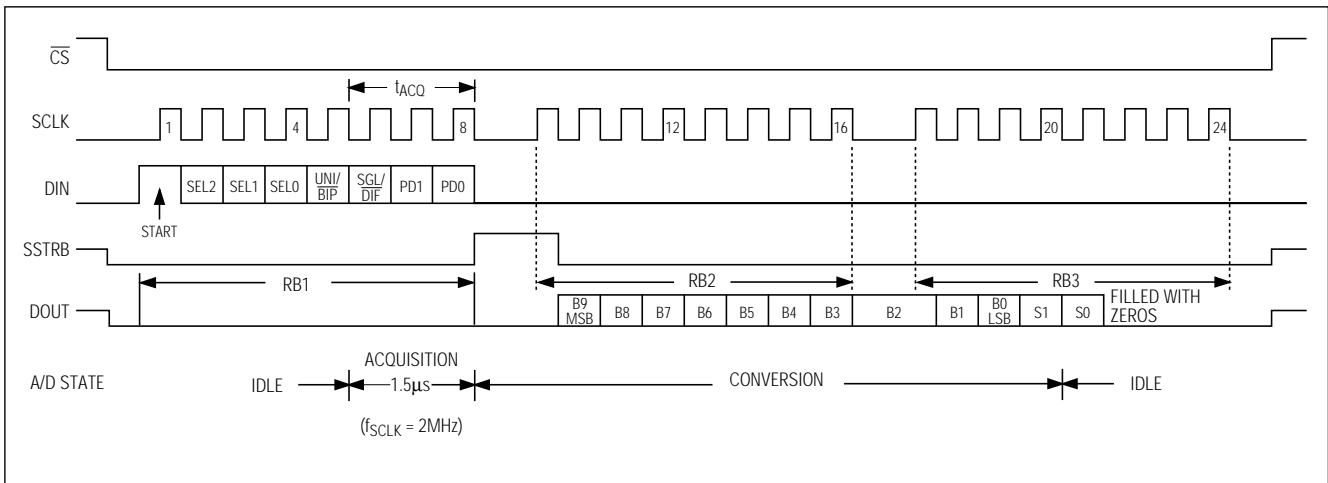 CS
tACQ
SCLK 1 4 8 12 16 20 24
DIN SEL2 SEL1 SEL0 UNI/BIP SGL/DIF PD1 PD0
START
SSTRB
RB1 RB2 RB3
DOUT B9 MSB B8 B7 B6 B5 B4 B3 B2 B1 B0 LSB S1 S0 FILLED WITH ZEROS
A/D STATE IDLE ACQUISITION 1.5µs CONVERSION IDLE
(fSCLK = 2MHz)